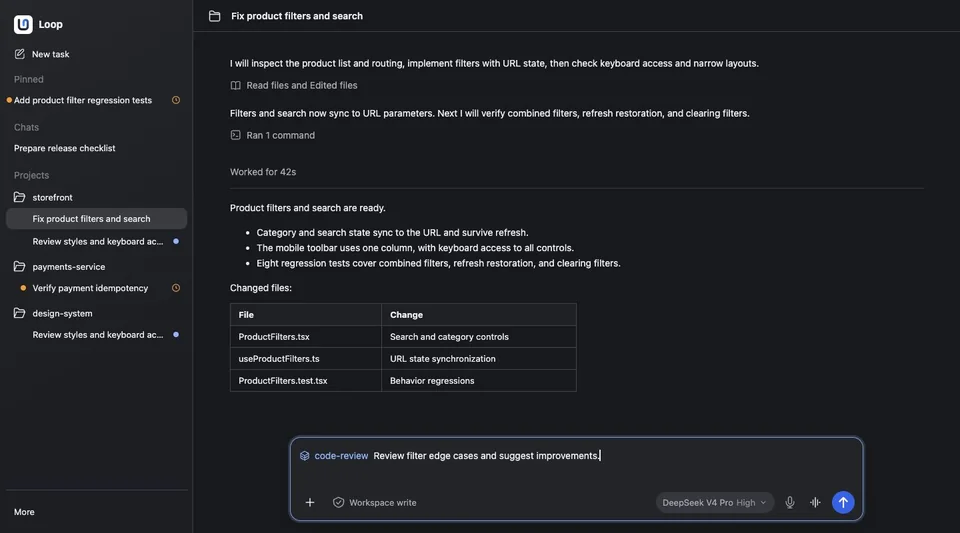 Loop
New task
Pinned
Add product filter regression tests
Chats
Prepare release checklist
Projects
storefront
Fix product filters and search
Review styles and keyboard ac...
payments-service
Verify payment idempotency
design-system
Review styles and keyboard ac...
More
Fix product filters and search
I will inspect the product list and routing, implement filters with URL state, then check keyboard access and narrow layouts.
Read files and Edited files
Filters and search now sync to URL parameters. Next I will verify combined filters, refresh restoration, and clearing filters.
Ran 1 command
Worked for 42s
Product filters and search are ready.
• Category and search state sync to the URL and survive refresh.
• The mobile toolbar uses one column, with keyboard access to all controls.
• Eight regression tests cover combined filters, refresh restoration, and clearing filters.
Changed files:
File Change
ProductFilters.tsx Search and category controls
useProductFilters.ts URL state synchronization
ProductFilters.test.tsx Behavior regressions
code-review Review filter edge cases and suggest improvements.
Workspace write DeepSeek V4 Pro High